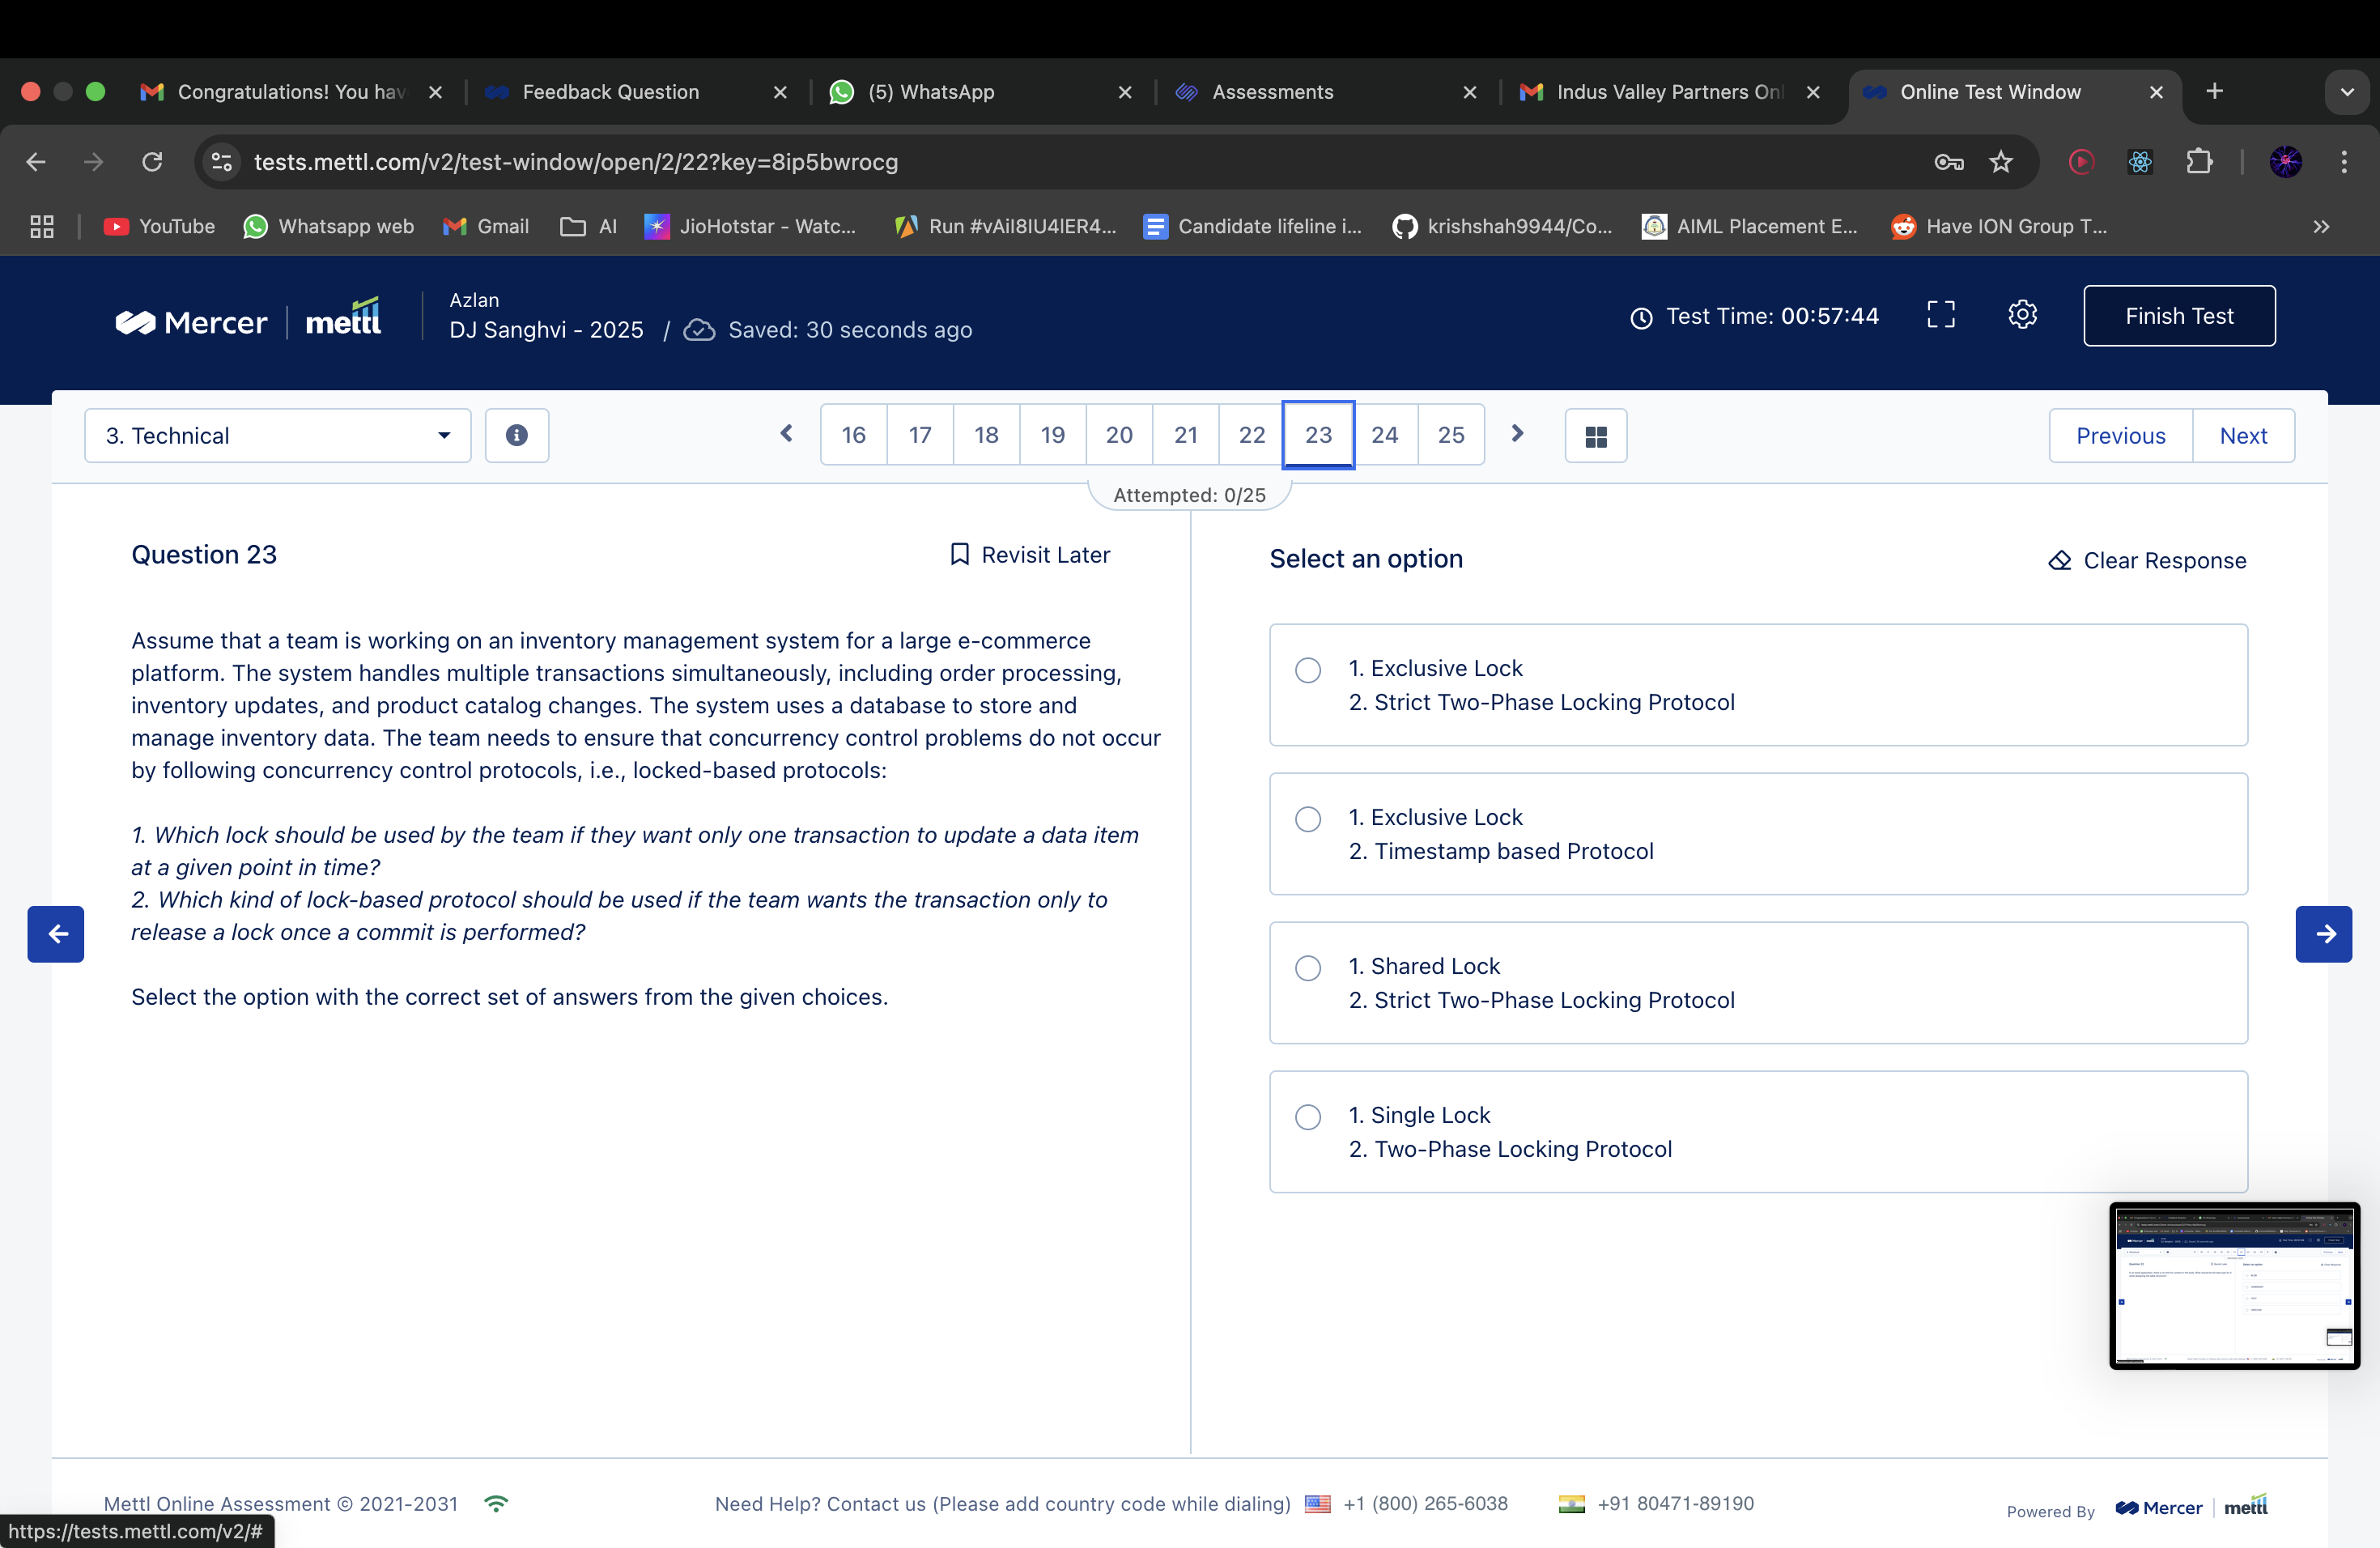 Congratulations! You hav
Feedback Question
(5) WhatsApp
Assessments
Indus Valley Partners Onl
Online Test Window
tests.mettl.com/v2/test-window/open/2/22?key=8ip5bwrocg
YouTube
Whatsapp web
Gmail
AI
JioHotstar - Watc...
Run #vAiI8IU4lER4...
Candidate lifeline i...
krishshah9944/Co...
AIML Placement E...
Have ION Group T...
Mercer
mettl
Azlan
DJ Sanghvi - 2025 / Saved: 30 seconds ago
Test Time: 00:57:44
Finish Test
3. Technical
16 17 18 19 20 21 22 23 24 25
Previous
Next
Attempted: 0/25
Question 23
Revisit Later
Assume that a team is working on an inventory management system for a large e-commerce
platform. The system handles multiple transactions simultaneously, including order processing,
inventory updates, and product catalog changes. The system uses a database to store and
manage inventory data. The team needs to ensure that concurrency control problems do not occur
by following concurrency control protocols, i.e., locked-based protocols:
1. Which lock should be used by the team if they want only one transaction to update a data item
at a given point in time?
2. Which kind of lock-based protocol should be used if the team wants the transaction only to
release a lock once a commit is performed?
Select the option with the correct set of answers from the given choices.
Select an option
Clear Response
1. Exclusive Lock
2. Strict Two-Phase Locking Protocol
1. Exclusive Lock
2. Timestamp based Protocol
1. Shared Lock
2. Strict Two-Phase Locking Protocol
1. Single Lock
2. Two-Phase Locking Protocol
Mettl Online Assessment © 2021-2031
Need Help? Contact us (Please add country code while dialing)
+1 (800) 265-6038
+91 80471-89190
Powered By
Mercer
mettl
https://tests.mettl.com/v2/#